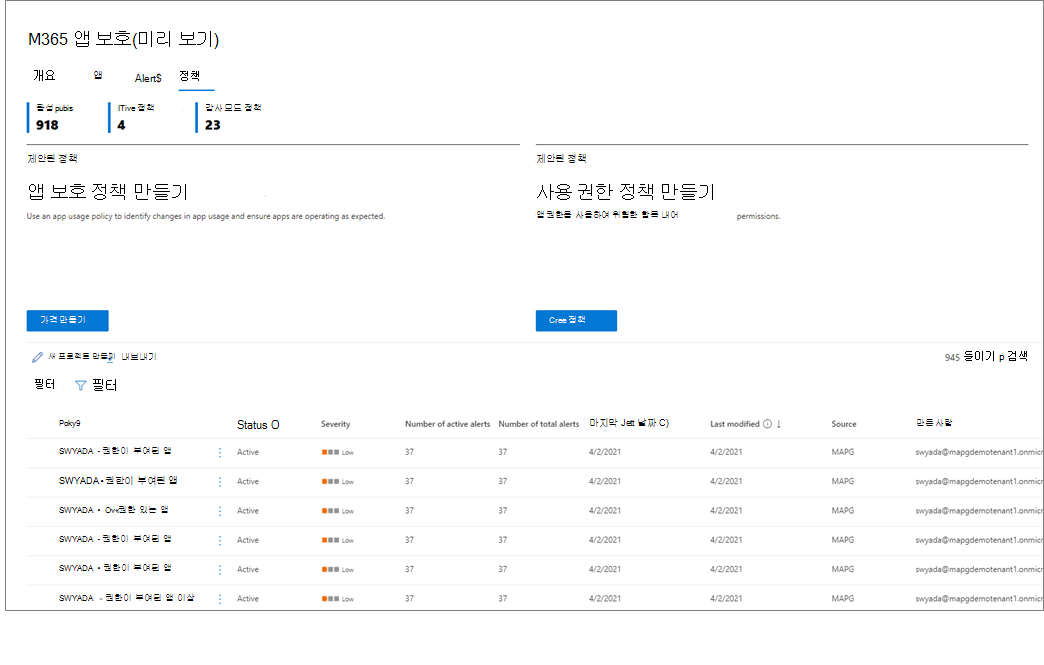 M365 앱 보호(미리 보기)
개요 앱 Alert$ 정책
활성 pubis ITive 정책 감사 모드 정책
918 4 23
제안된 정책
앱 보호 정책 만들기
Use an app usage policy to identify changes in app usage and ensure apps are operating as expected.
가격 만들기
제안된 정책
사용 권한 정책 만들기
앱 권한을 사용하여 위험한 항목 내어 permissions.
Cree 정책
새 프로젝트 만들기 내보내기 945 등이기 p 검색
필터 필터
Poky9 Status O Severity Number of active alerts Number of total alerts 마지막 Jett 날짜 C) Last modified ↓ Source 만든 사람
SWYADA - 권한이 부여된 앱 Active Low 37 37 4/2/2021 4/2/2021 MAPG swyada@mapgdemotenant1.onmicr
SWYADA • 권한이 부여된 앱 Active Low 37 37 4/2/2021 4/2/2021 MAPG swyada@mapgdemotenant1.onmicr
SWYADA • Ove권한 있는 앱 Active Low 37 37 4/2/2021 4/2/2021 MAPG swyada@mapgdemotenant1.onmicr
SWYADA - 권한이 부여된 앱 Active Low 37 37 4/2/2021 4/2/2021 MAPG swyada@mapgdemotenant1.onmicr
SWYADA • 권한이 부여된 앱 Active Low 37 37 4/2/2021 4/2/2021 MAPG swyada@mapgdemotenant1.onmicr
SWYADA - 권한이 부여된 앱 이상 Active Low 37 37 4/2/2021 4/2/2021 MAPG swyada@mapgdemotenant1.onmicr